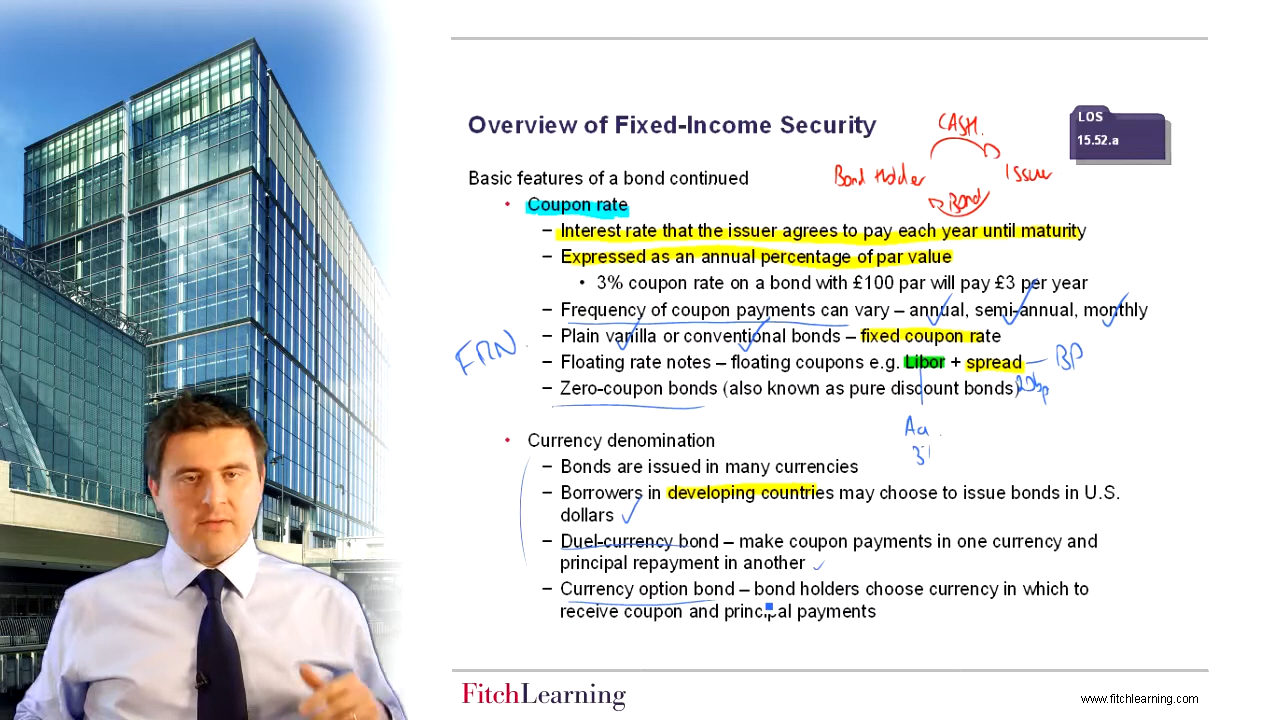 Overview of Fixed-Income Security
CASH.
LOS
15.52.a
Bond Holder
Issuer
Bond
Basic features of a bond continued
• Coupon rate
– Interest rate that the issuer agrees to pay each year until maturity
– Expressed as an annual percentage of par value
• 3% coupon rate on a bond with £100 par will pay £3 per year
– Frequency of coupon payments can vary – annual, semi-annual, monthly
– Plain vanilla or conventional bonds – fixed coupon rate
FRN.
– Floating rate notes – floating coupons e.g. Libor + spread
– BP
– Zero-coupon bonds (also known as pure discount bonds)
• Currency denomination
– Bonds are issued in many currencies
– Borrowers in developing countries may choose to issue bonds in U.S.
dollars
– Duel-currency bond – make coupon payments in one currency and
principal repayment in another
– Currency option bond – bond holders choose currency in which to
receive coupon and principal payments
FitchLearning
www.fitchlearning.com